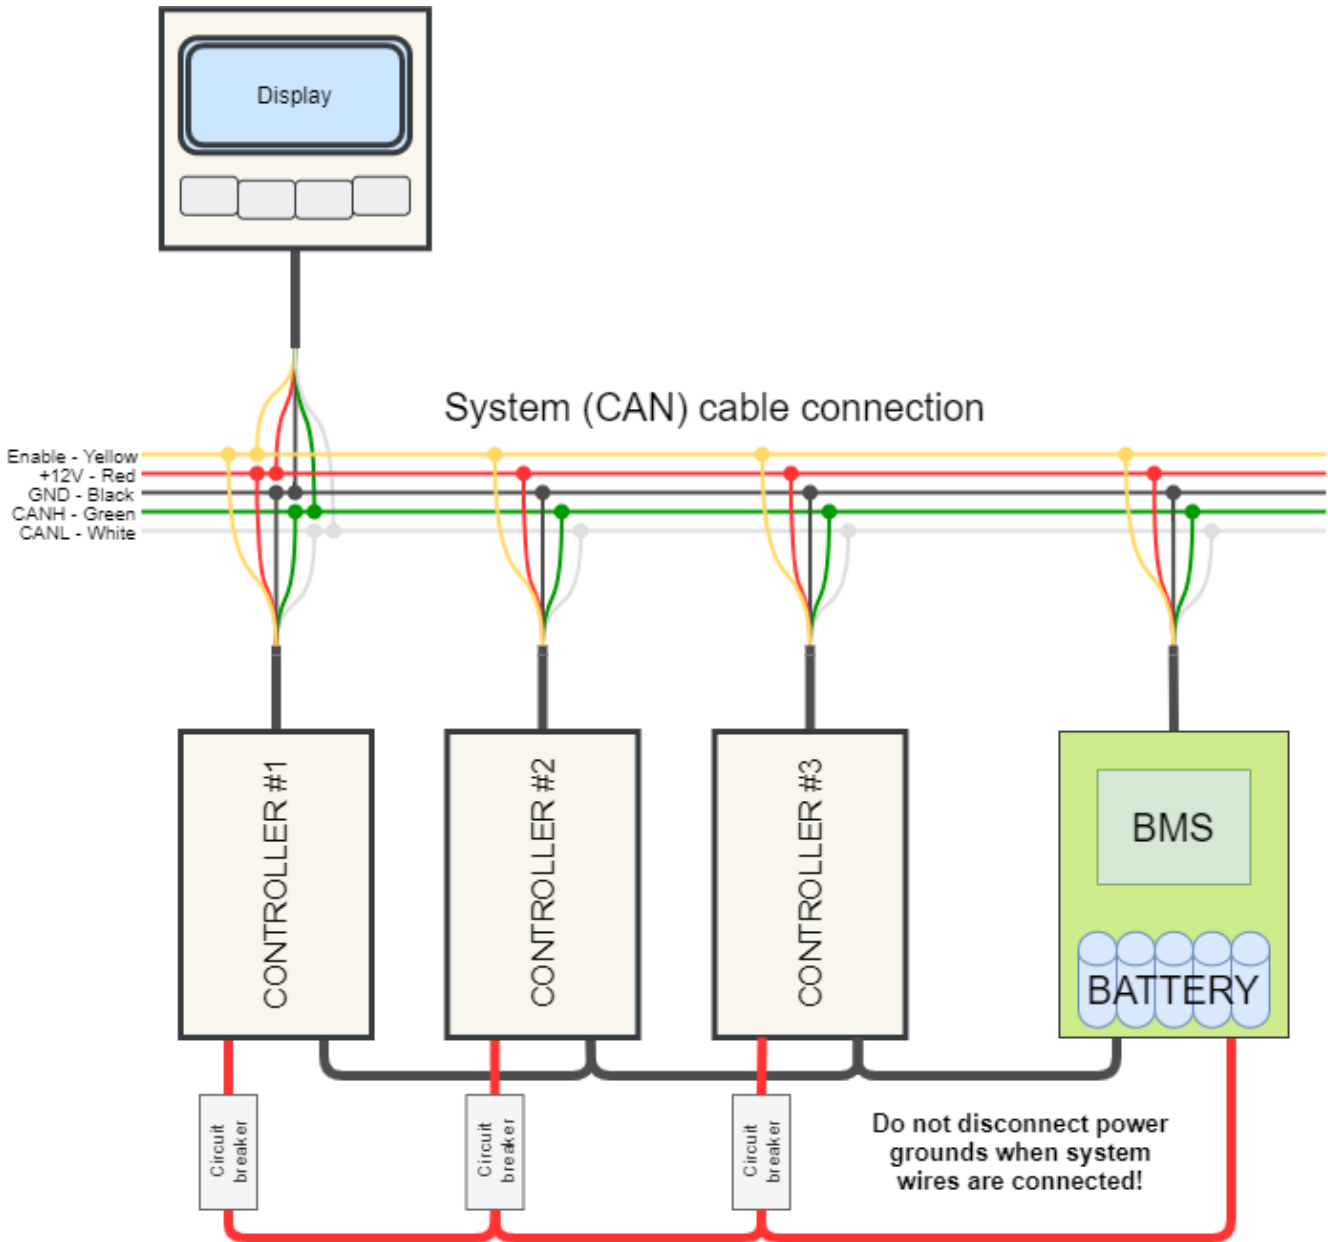 Display
System (CAN) cable connection
Enable - Yellow
+12V - Red
GND - Black
CANH - Green
CANL - White
CONTROLLER #1
CONTROLLER #2
CONTROLLER #3
BMS
BATTERY
Circuit
breaker
Circuit
breaker
Circuit
breaker
Do not disconnect power
grounds when system
wires are connected!